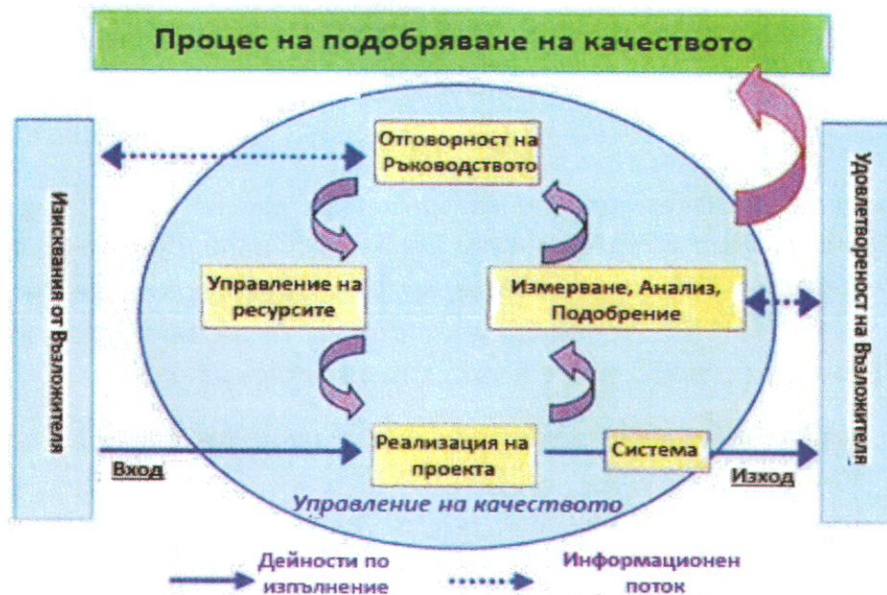 Процес на подобряване на качеството
Отговорност на
Ръководството
Изисквания от Възложителя
Удовлетвореност на Възложителя
Управление на
ресурсите
Измерване, Анализ,
Подобрение
Реализация на
проекта
Система
Вход
Изход
Управление на качеството
Дейности по
изпълнение
Информационен
поток